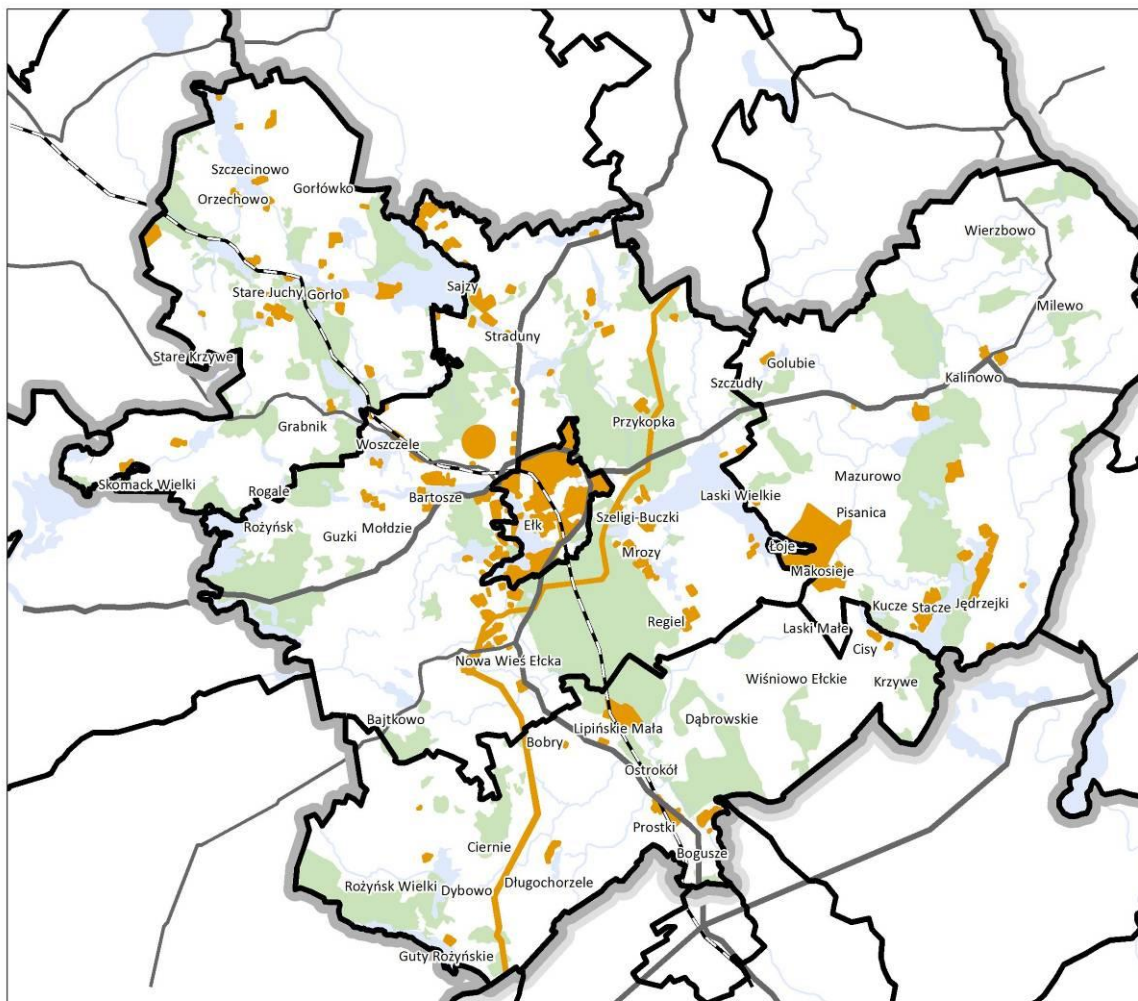 Szczecinowo
Gorłówko
Orzechowo
Wierzbowo
Stare Juchy
Gorło
Sajzy
Milewo
Straduny
Stare Krzywe
Golubie
Kalinowo
Szczudły
Grabnik
Przykopka
Woszczele
Mazurowo
Skomack Wielki
Rogale
Bartosze
Laski Wielkie
Pisanica
Rożyńsk
Mołdzie
Guzki
Ełk
Szeligi-Buczki
Mrozy
Łoje
Makosieje
Kucze
Stacze
Jędrzejki
Regiel
Laski Małe
Cisy
Nowa Wieś Ełcka
Wiśniowo Ełckie
Krzywe
Bajtkowo
Dąbrowskie
Lipińskie Mała
Bobry
Ostrokół
Prostki
Ciernie
Bogusze
Rożyńsk Wielki
Dybowo
Długochorzele
Guty Rożyńskie